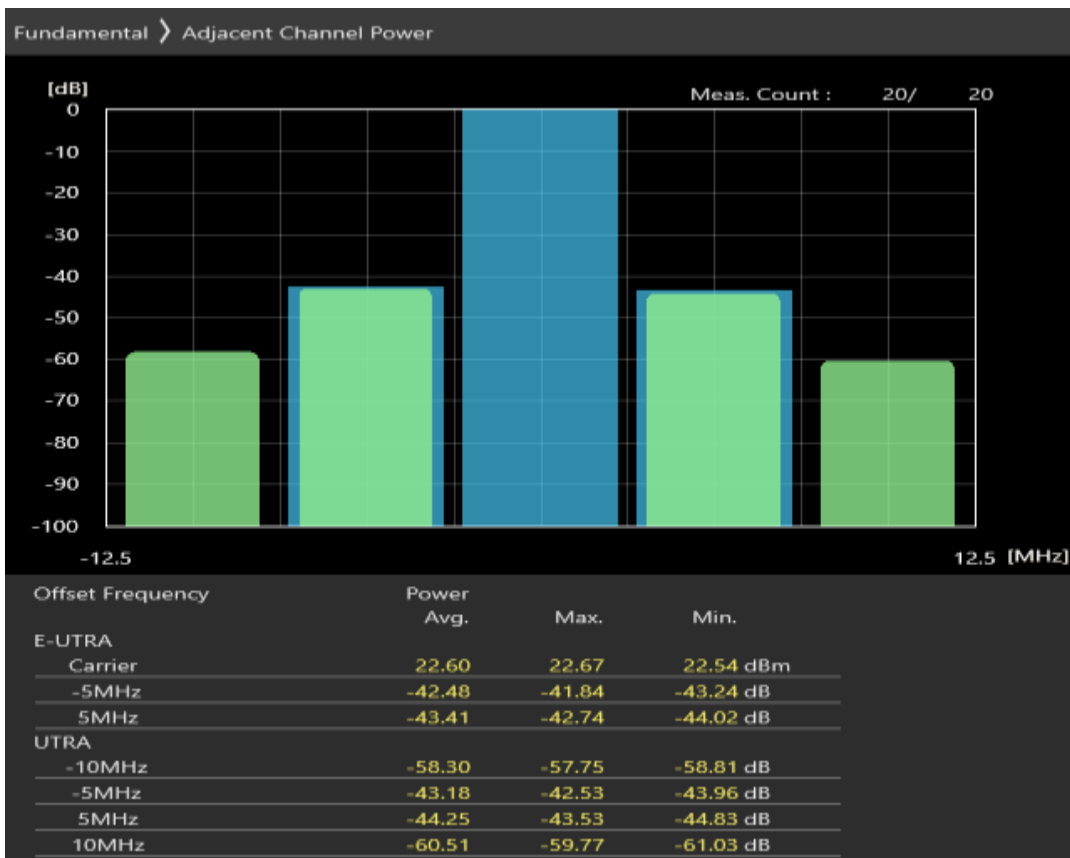 Fundamental ❯ Adjacent Channel Power
[dB]
Meas. Count : 20/ 20
0
-10
-20
-30
-40
-50
-60
-70
-80
-90
-100
-12.5 12.5 [MHz]
Offset Frequency Power
Avg. Max. Min.
E-UTRA
Carrier 22.60 22.67 22.54 dBm
-5MHz -42.48 -41.84 -43.24 dB
5MHz -43.41 -42.74 -44.02 dB
UTRA
-10MHz -58.30 -57.75 -58.81 dB
-5MHz -43.18 -42.53 -43.96 dB
5MHz -44.25 -43.53 -44.83 dB
10MHz -60.51 -59.77 -61.03 dB